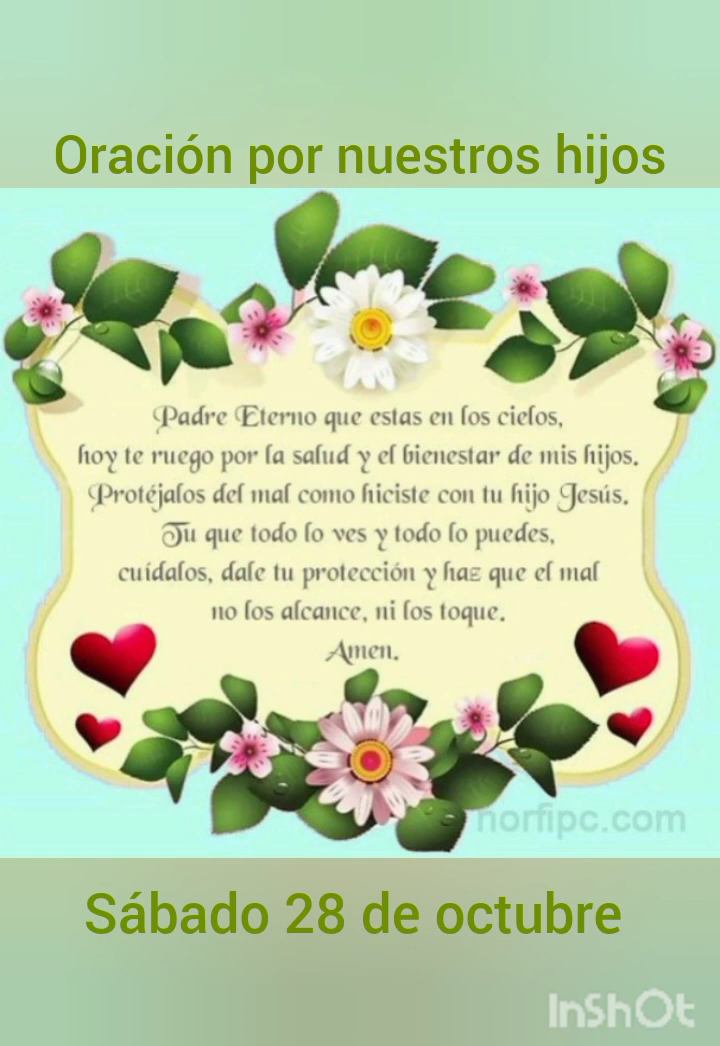 Oración por nuestros hijos
Padre Eterno que estas en los cielos,
hoy te ruego por la salud y el bienestar de mis hijos.
Protéjalos del mal como hiciste con tu hijo Jesús.
Tu que todo lo ves y todo lo puedes,
cuídalos, dale tu protección y haz que el mal
no los alcance, ni los toque.
Amen.
norfipc.com
Sábado 28 de octubre
InShOt